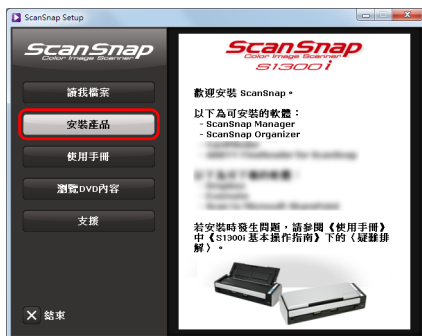 ScanSnap Setup
ScanSnap
Color Image Scanner
讀我檔案
安裝產品
使用手冊
瀏覽DVD內容
支援
結束
ScanSnap
Color Image Scanner
S1300i
歡迎安裝 ScanSnap。
以下為可安裝的軟體：
- ScanSnap Manager
- ScanSnap Organizer
若安裝時發生問題，請參閱《使用手冊》
中《S1300i 基本操作指南》下的〈疑難排
解〉。